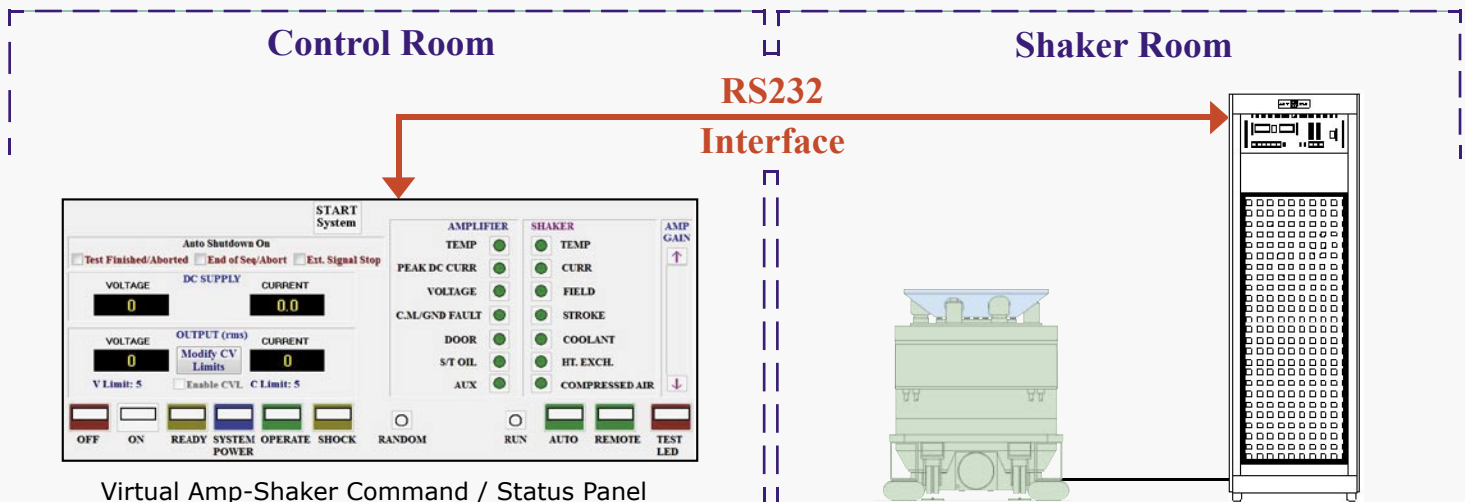 Control Room
Shaker Room
RS232
Interface
START
System
Auto Shutdown On
Test Finished/Aborted End of Seq/Abort Ext. Signal Stop
DC SUPPLY
VOLTAGE CURRENT
0 0.0
OUTPUT (rms)
VOLTAGE CURRENT
Modify CV
Limits
0 0
V Limit: 5 Enable CVL C Limit: 5
AMPLIFIER
TEMP
PEAK DC CURR
VOLTAGE
C.M./GND FAULT
DOOR
S/T OIL
AUX
SHAKER
TEMP
CURR
FIELD
STROKE
COOLANT
HT. EXCH.
COMPRESSED AIR
AMP
GAIN
OFF ON READY SYSTEM
POWER OPERATE SHOCK RANDOM RUN AUTO REMOTE TEST
LED
Virtual Amp-Shaker Command / Status Panel